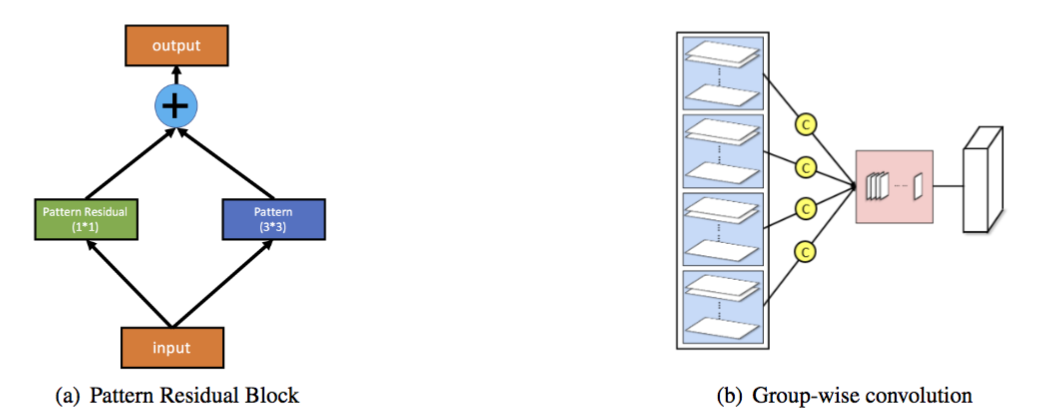 output
+
Pattern Residual
(1*1)
Pattern
(3*3)
input
(a) Pattern Residual Block
C
C
C
C
(b) Group-wise convolution